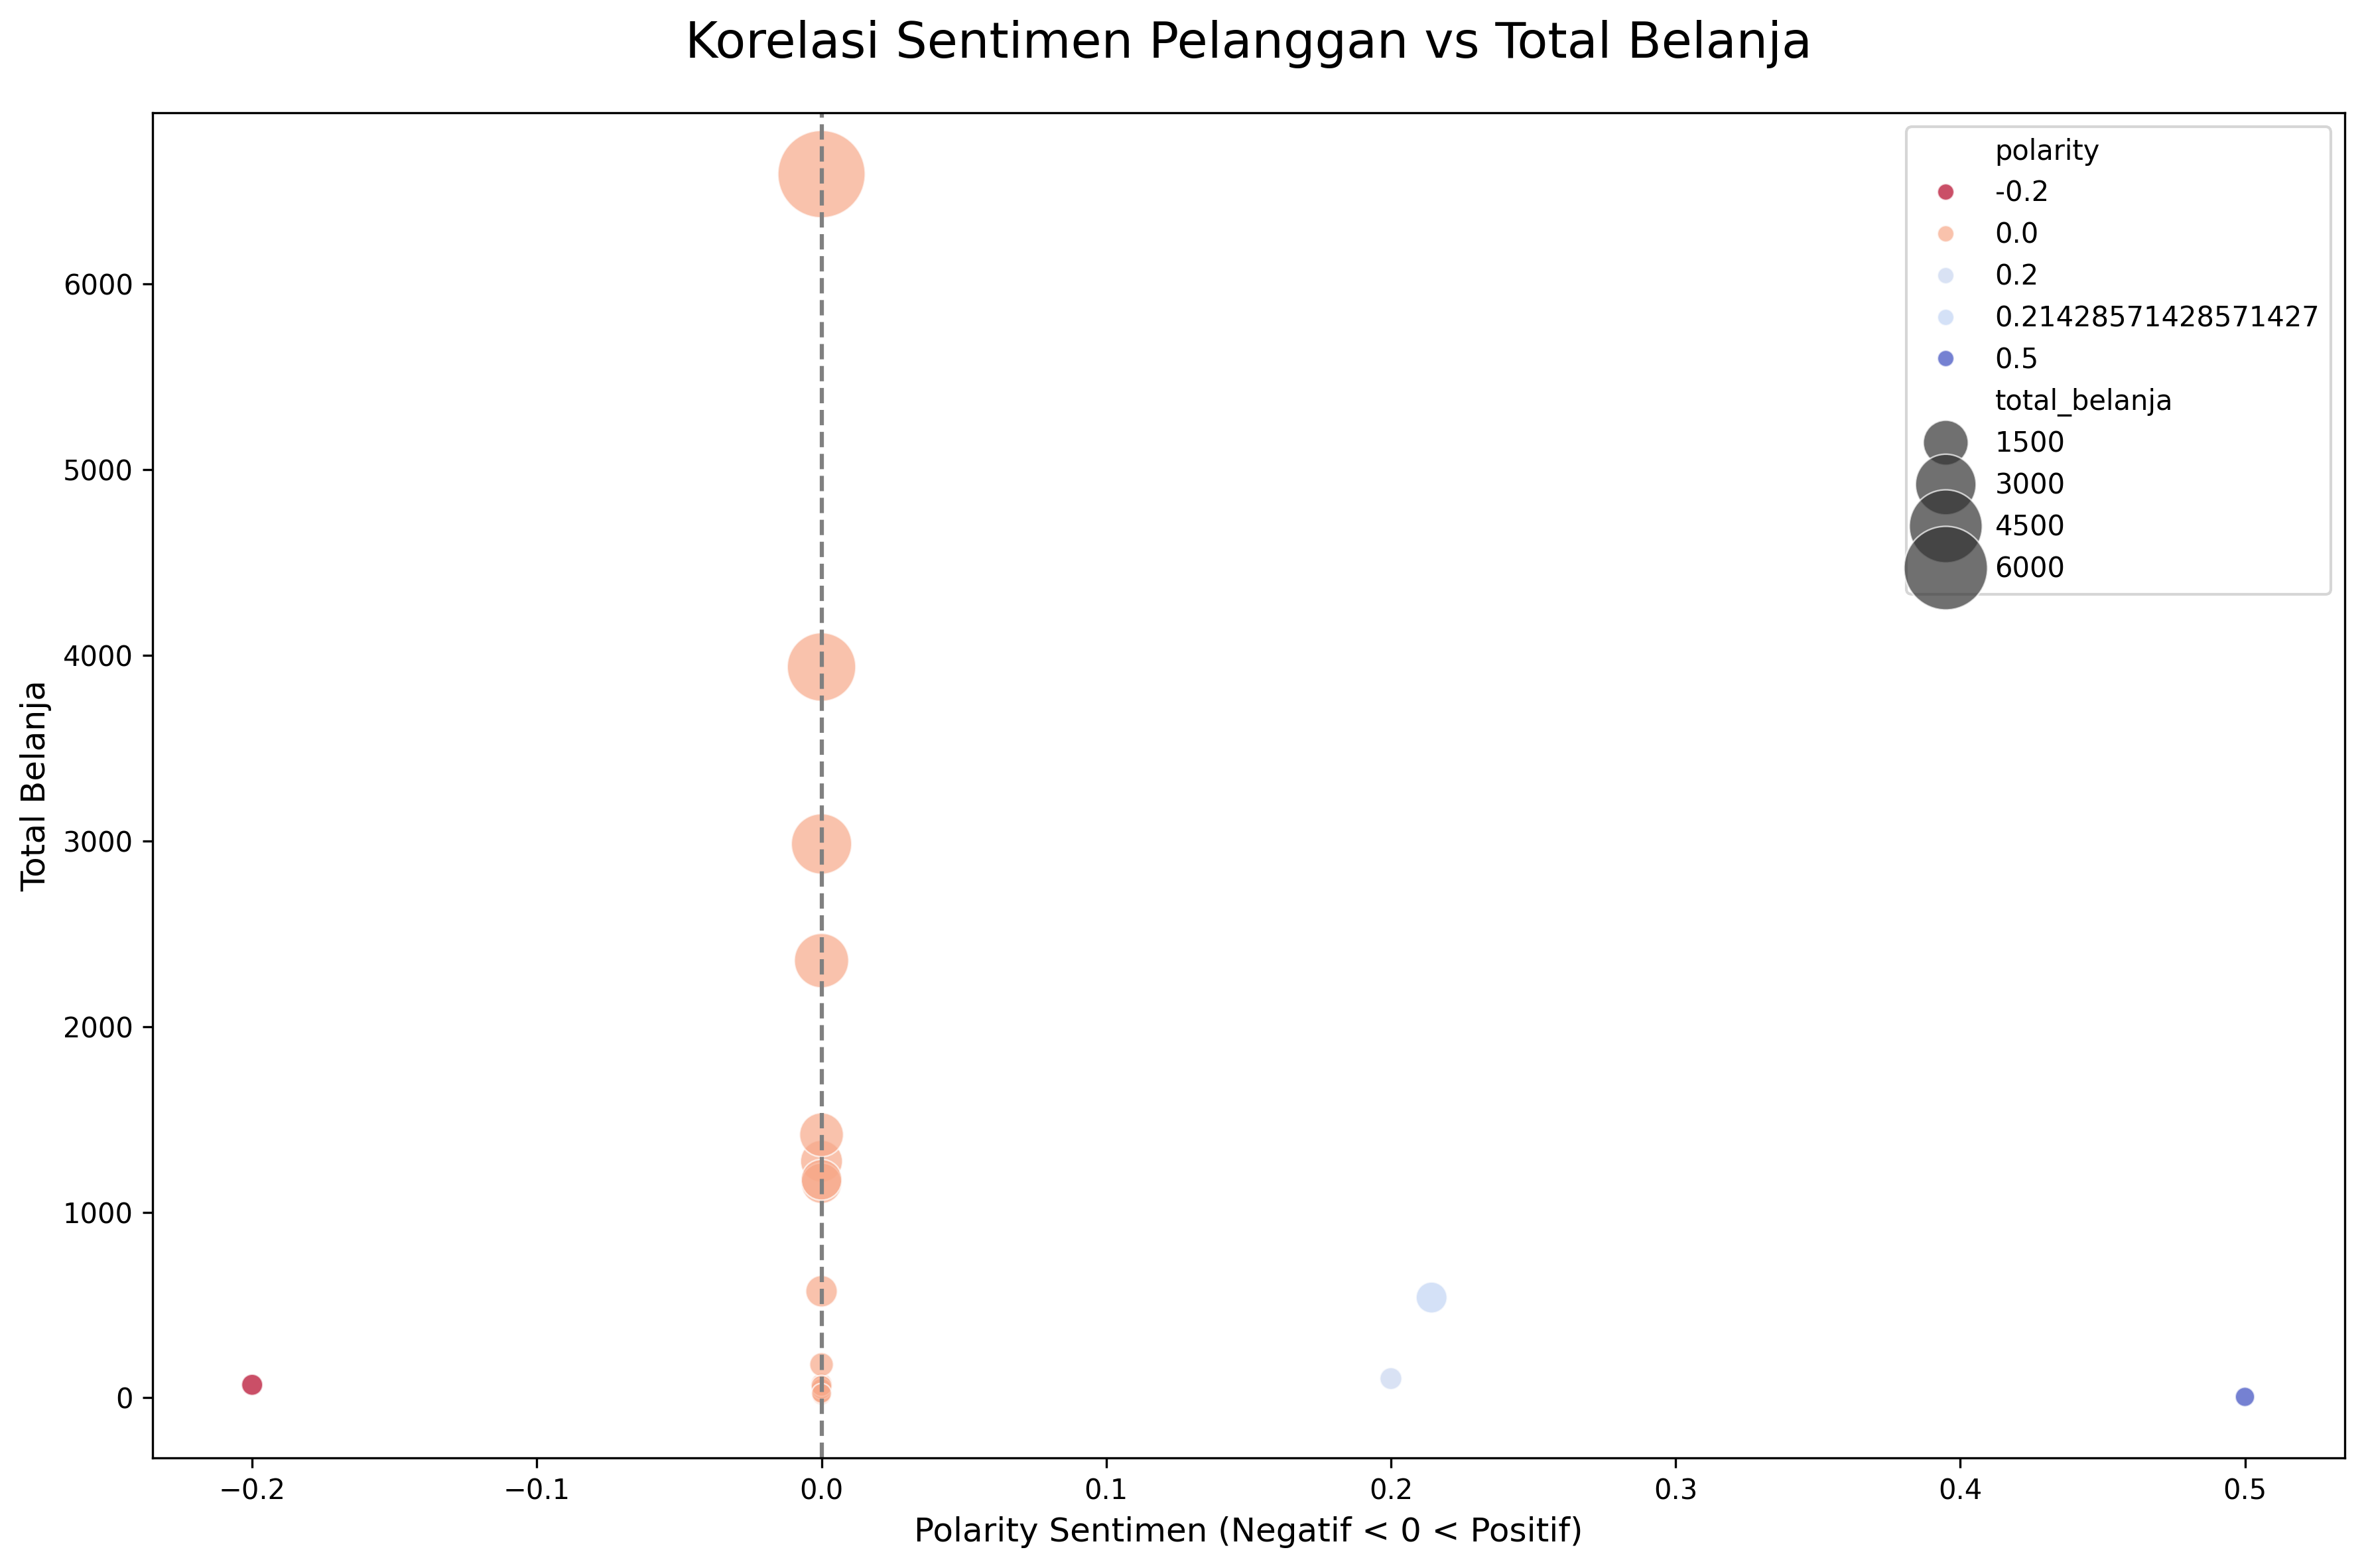 Korelasi Sentimen Pelanggan vs Total Belanja
polarity
-0.2
0.0
0.2
0.21428571428571427
0.5
total_belanja
1500
3000
4500
6000
Total Belanja
6000
5000
4000
3000
2000
1000
0
−0.2 −0.1 0.0 0.1 0.2 0.3 0.4 0.5
Polarity Sentimen (Negatif < 0 < Positif)